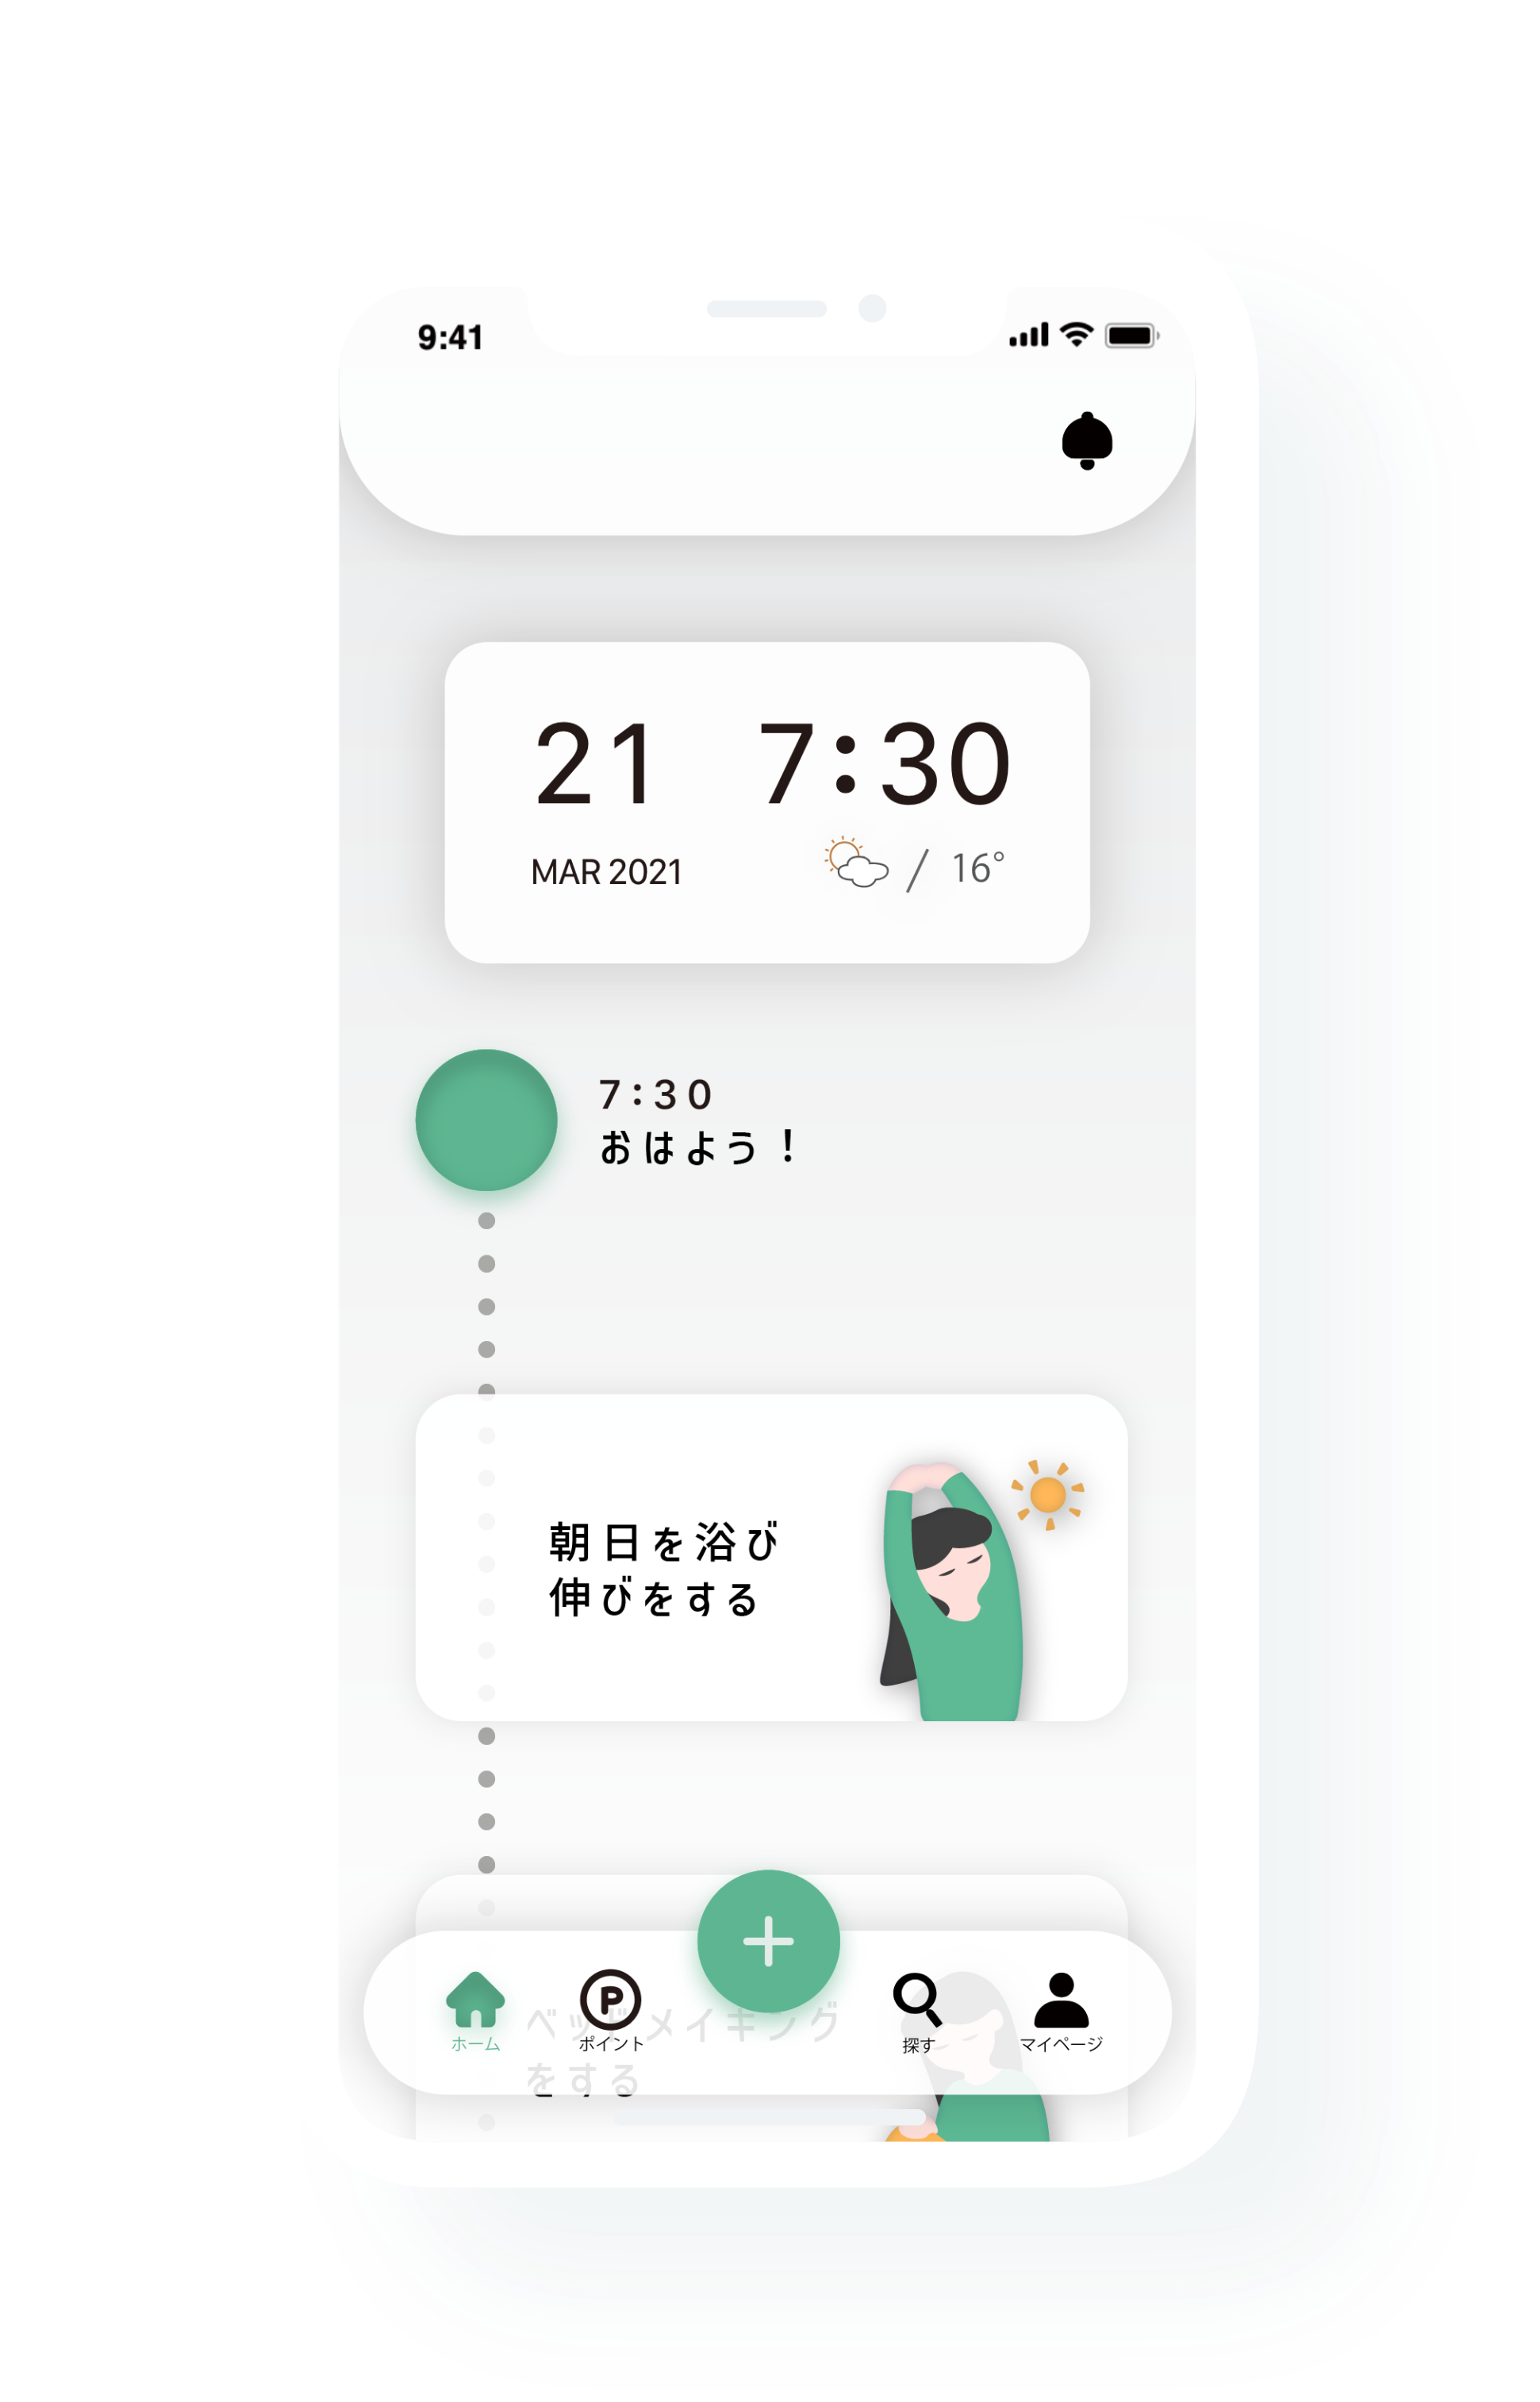 9:41
21 7:30
MAR 2021 / 16°
7:30
おはよう！
朝日を浴び
伸びをする
ベッドメイキング
をする
ホーム ポイント 探す マイページ